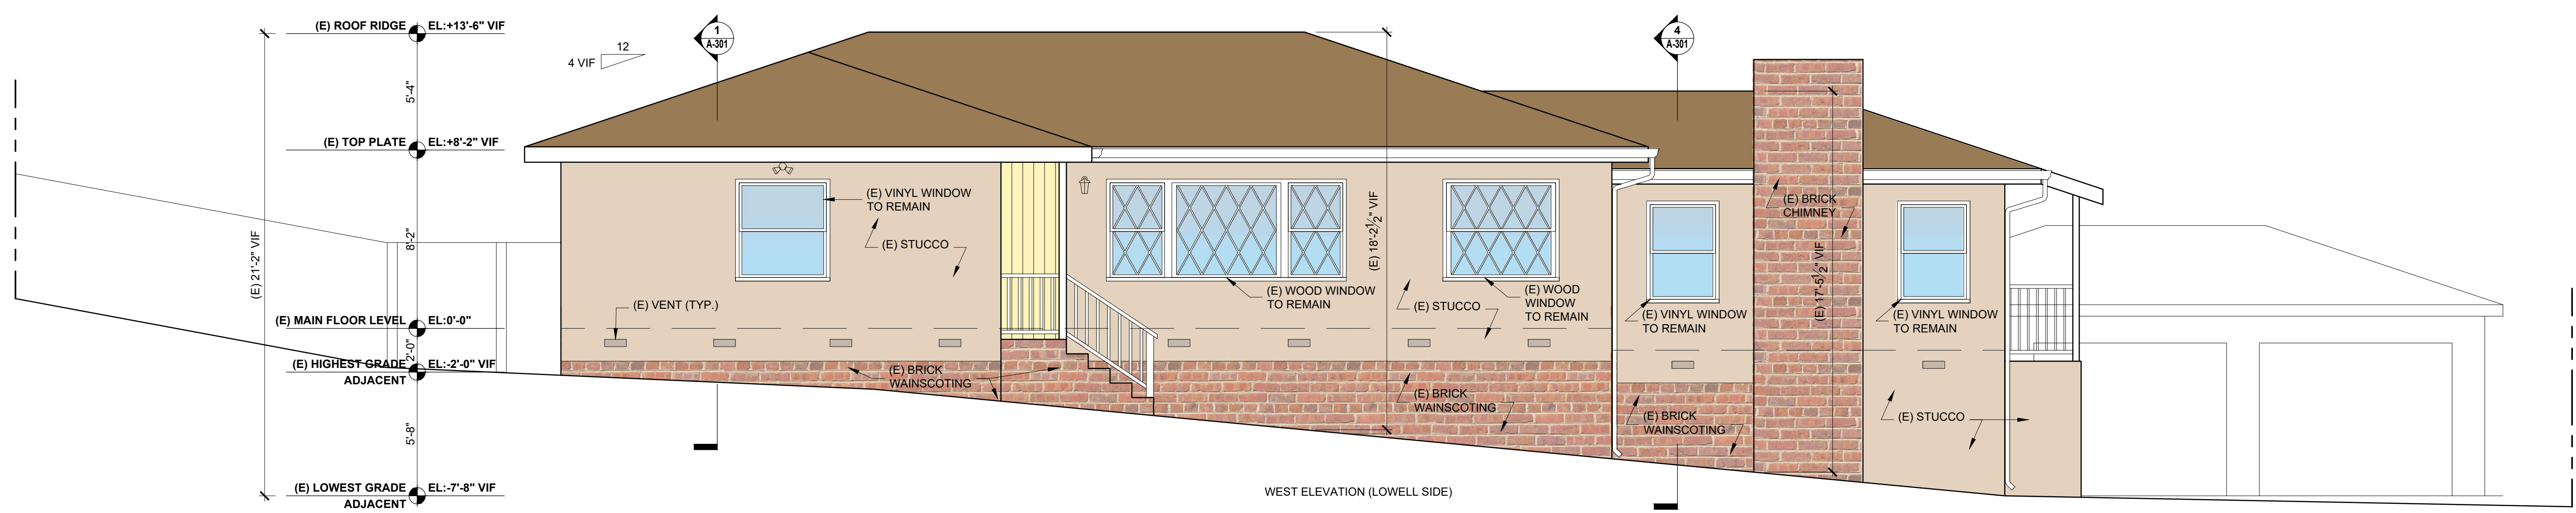 (E) ROOF RIDGE EL:+13'-6" VIF
5'-4"
(E) TOP PLATE EL:+8'-2" VIF
8'-2"
(E) 21'-2" VIF
(E) MAIN FLOOR LEVEL EL:0'-0"
2'-0"
(E) HIGHEST GRADE EL:-2'-0" VIF
ADJACENT
5'-8"
(E) LOWEST GRADE EL:-7'-8" VIF
ADJACENT
12
4 VIF
1
A-301
4
A-301
(E) VINYL WINDOW
TO REMAIN
(E) STUCCO
(E) VENT (TYP.)
(E) BRICK
WAINSCOTING
(E) WOOD WINDOW
TO REMAIN
(E) 18'-2½" VIF
(E) STUCCO
(E) WOOD
WINDOW
TO REMAIN
(E) BRICK
WAINSCOTING
(E) VINYL WINDOW
TO REMAIN
(E) BRICK
WAINSCOTING
(E) BRICK
CHIMNEY
(E) 17'-5½" VIF
(E) VINYL WINDOW
TO REMAIN
(E) STUCCO
WEST ELEVATION (LOWELL SIDE)